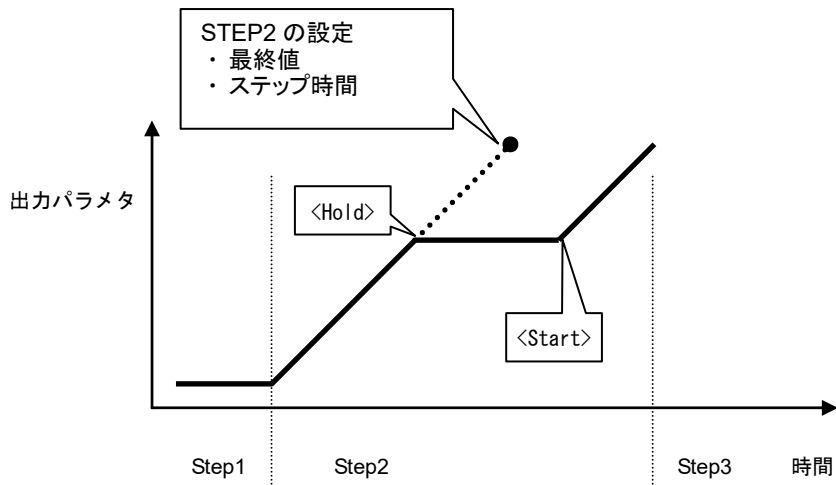 STEP2 の設定
・ 最終値
・ ステップ時間
出力パラメタ
<Hold>
<Start>
Step1
Step2
Step3
時間